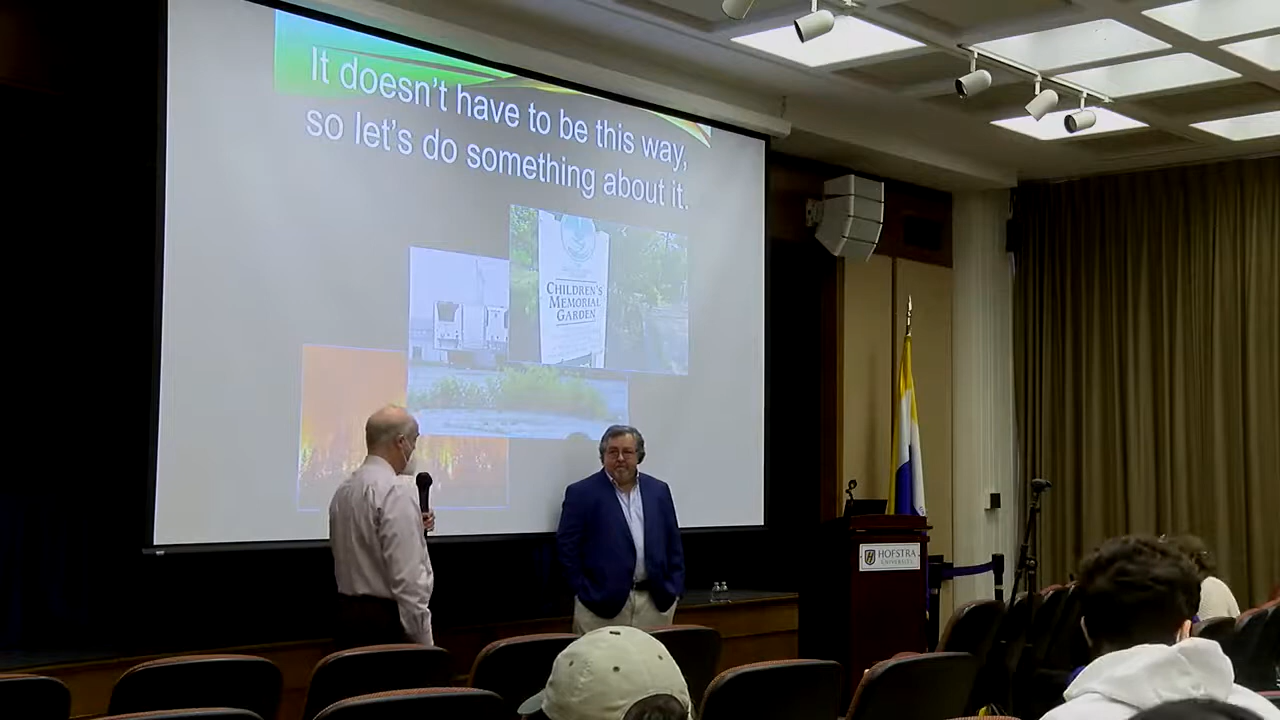 It doesn't have to be this way,
so let's do something about it.
CHILDREN'S
MEMORIAL
GARDEN
HOFSTRA
UNIVERSITY